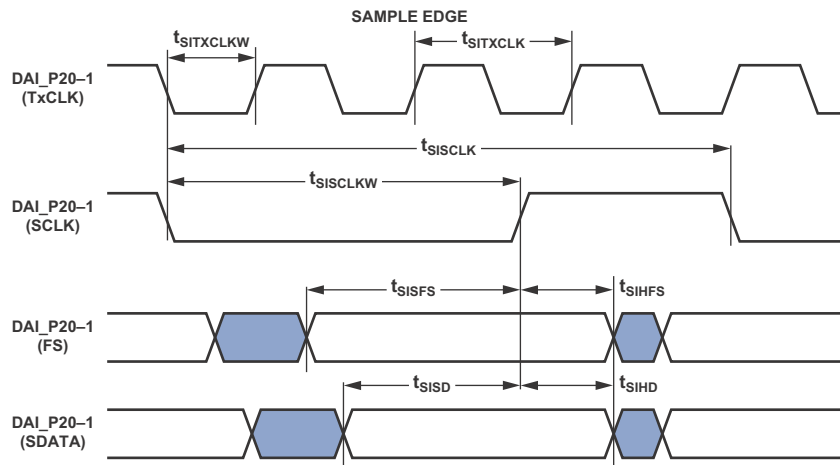 SAMPLE EDGE
tSITXCLKW
tSITXCLK
DAI_P20–1
(TxCLK)
tSISCLK
tSISCLKW
DAI_P20–1
(SCLK)
tSISFS
tSIHFS
DAI_P20–1
(FS)
tSISD
tSIHD
DAI_P20–1
(SDATA)